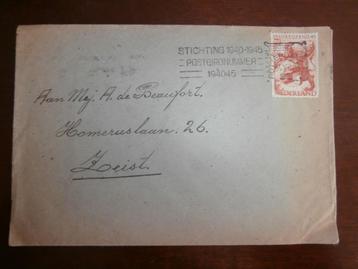 STICHTING 1940-1945
POSTGIRONUMMER
194045
NEDERLAND
Aan Mej. A. de Beaufort.
Homeruslaan. 26.
Zeist.